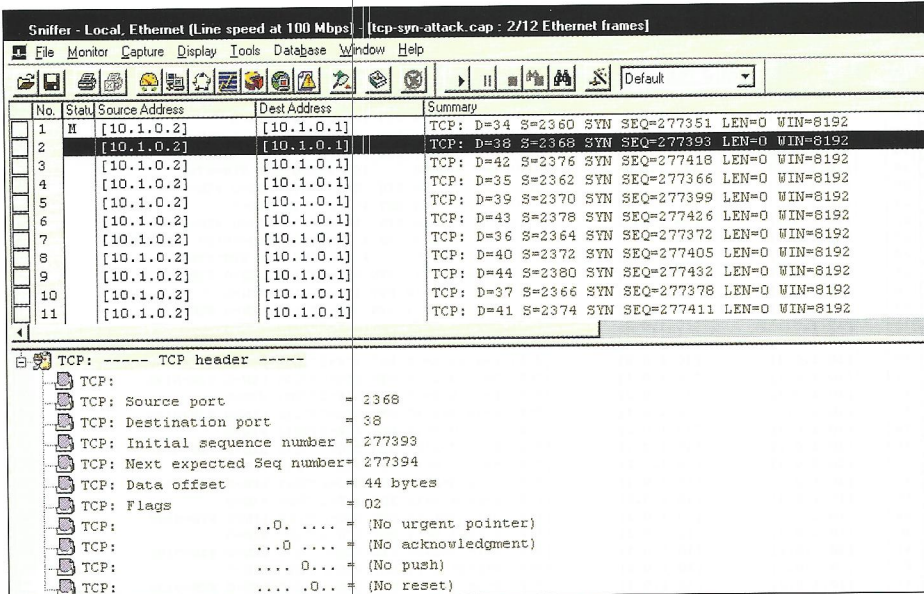 Sniffer - Local, Ethernet (Line speed at 100 Mbps) - [tcp-syn-attack.cap : 2/12 Ethernet frames]
File Monitor Capture Display Tools Database Window Help
Default
No. Statu Source Address Dest Address Summary
1 M [10.1.0.2] [10.1.0.1] TCP: D=34 S=2360 SYN SEQ=277351 LEN=0 WIN=8192
2 [10.1.0.2] [10.1.0.1] TCP: D=38 S=2368 SYN SEQ=277393 LEN=0 WIN=8192
3 [10.1.0.2] [10.1.0.1] TCP: D=42 S=2376 SYN SEQ=277418 LEN=0 WIN=8192
4 [10.1.0.2] [10.1.0.1] TCP: D=35 S=2362 SYN SEQ=277366 LEN=0 WIN=8192
5 [10.1.0.2] [10.1.0.1] TCP: D=39 S=2370 SYN SEQ=277399 LEN=0 WIN=8192
6 [10.1.0.2] [10.1.0.1] TCP: D=43 S=2378 SYN SEQ=277426 LEN=0 WIN=8192
7 [10.1.0.2] [10.1.0.1] TCP: D=36 S=2364 SYN SEQ=277372 LEN=0 WIN=8192
8 [10.1.0.2] [10.1.0.1] TCP: D=40 S=2372 SYN SEQ=277405 LEN=0 WIN=8192
9 [10.1.0.2] [10.1.0.1] TCP: D=44 S=2380 SYN SEQ=277432 LEN=0 WIN=8192
10 [10.1.0.2] [10.1.0.1] TCP: D=37 S=2366 SYN SEQ=277378 LEN=0 WIN=8192
11 [10.1.0.2] [10.1.0.1] TCP: D=41 S=2374 SYN SEQ=277411 LEN=0 WIN=8192
TCP: ----- TCP header -----
TCP:
TCP: Source port = 2368
TCP: Destination port = 38
TCP: Initial sequence number = 277393
TCP: Next expected Seq number= 277394
TCP: Data offset = 44 bytes
TCP: Flags = 02
TCP: ..0. .... = (No urgent pointer)
TCP: ...0 .... = (No acknowledgment)
TCP: .... 0... = (No push)
TCP: .... .0.. = (No reset)